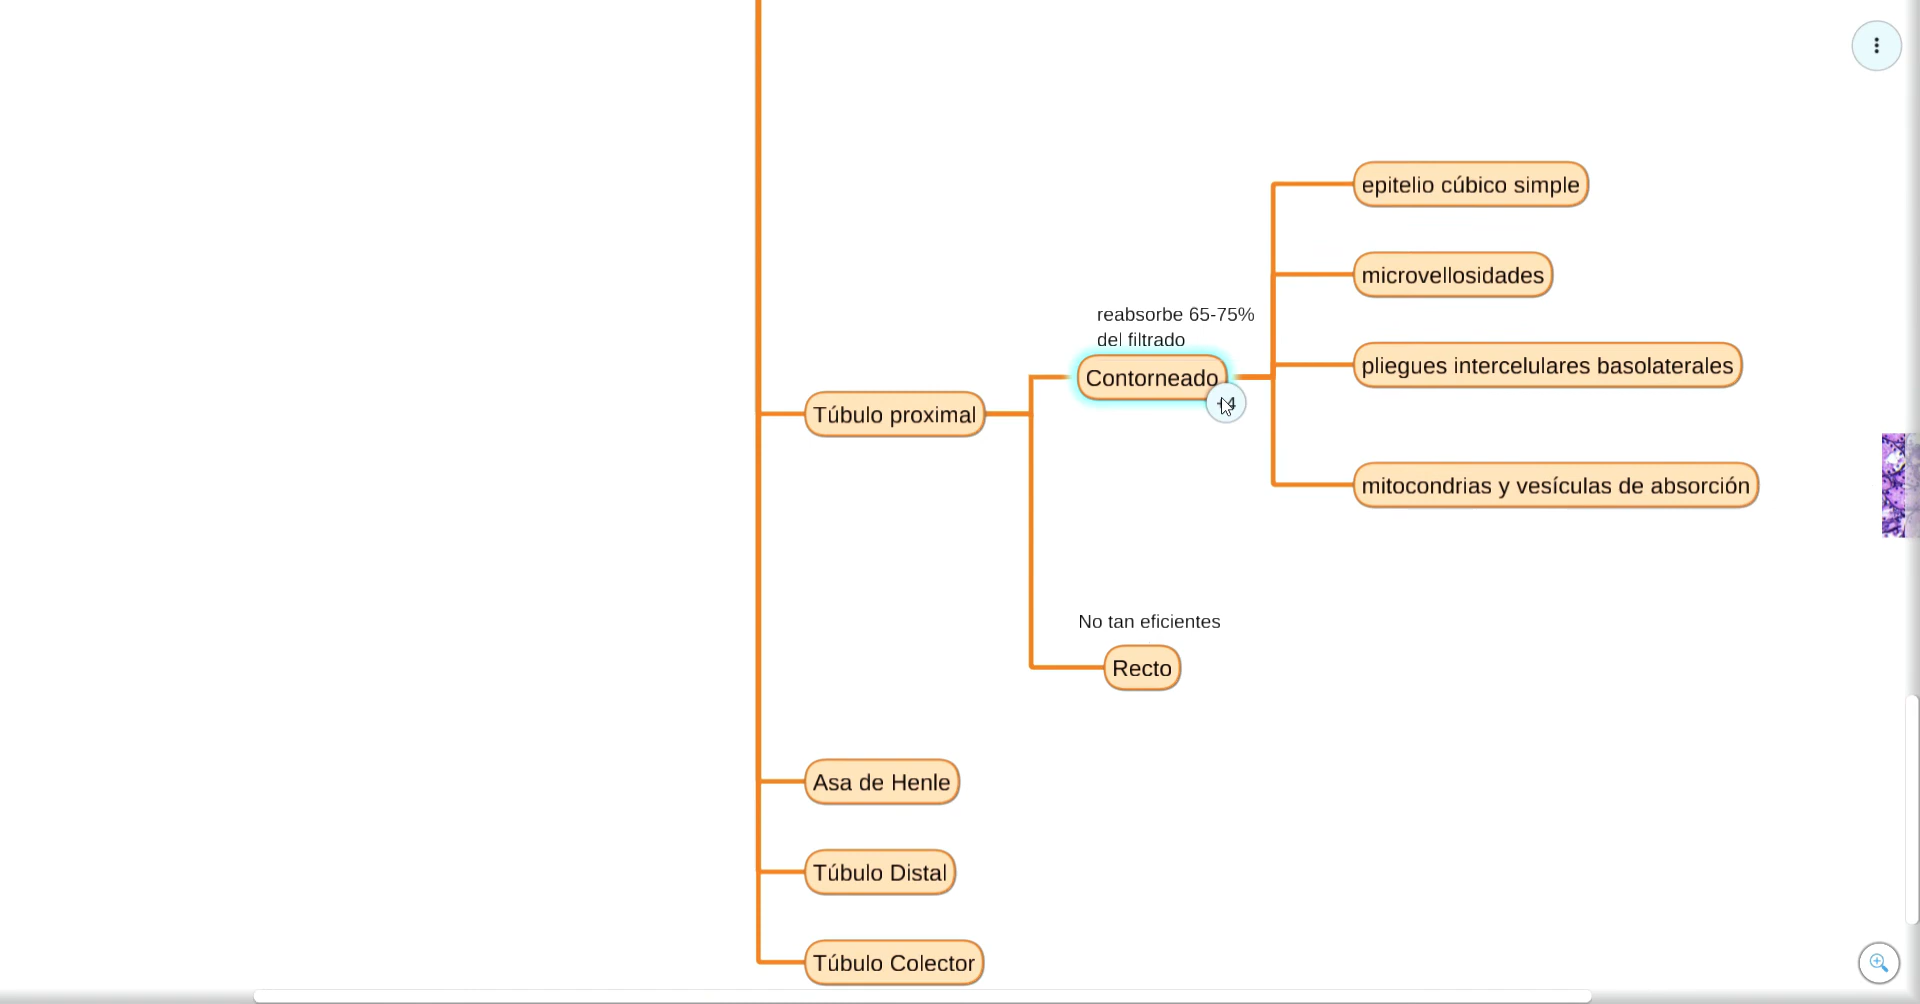 epitelio cúbico simple
microvellosidades
reabsorbe 65-75%
del filtrado
pliegues intercelulares basolaterales
Contorneado
Túbulo proximal
mitocondrias y vesículas de absorción
No tan eficientes
Recto
Asa de Henle
Túbulo Distal
Túbulo Colector